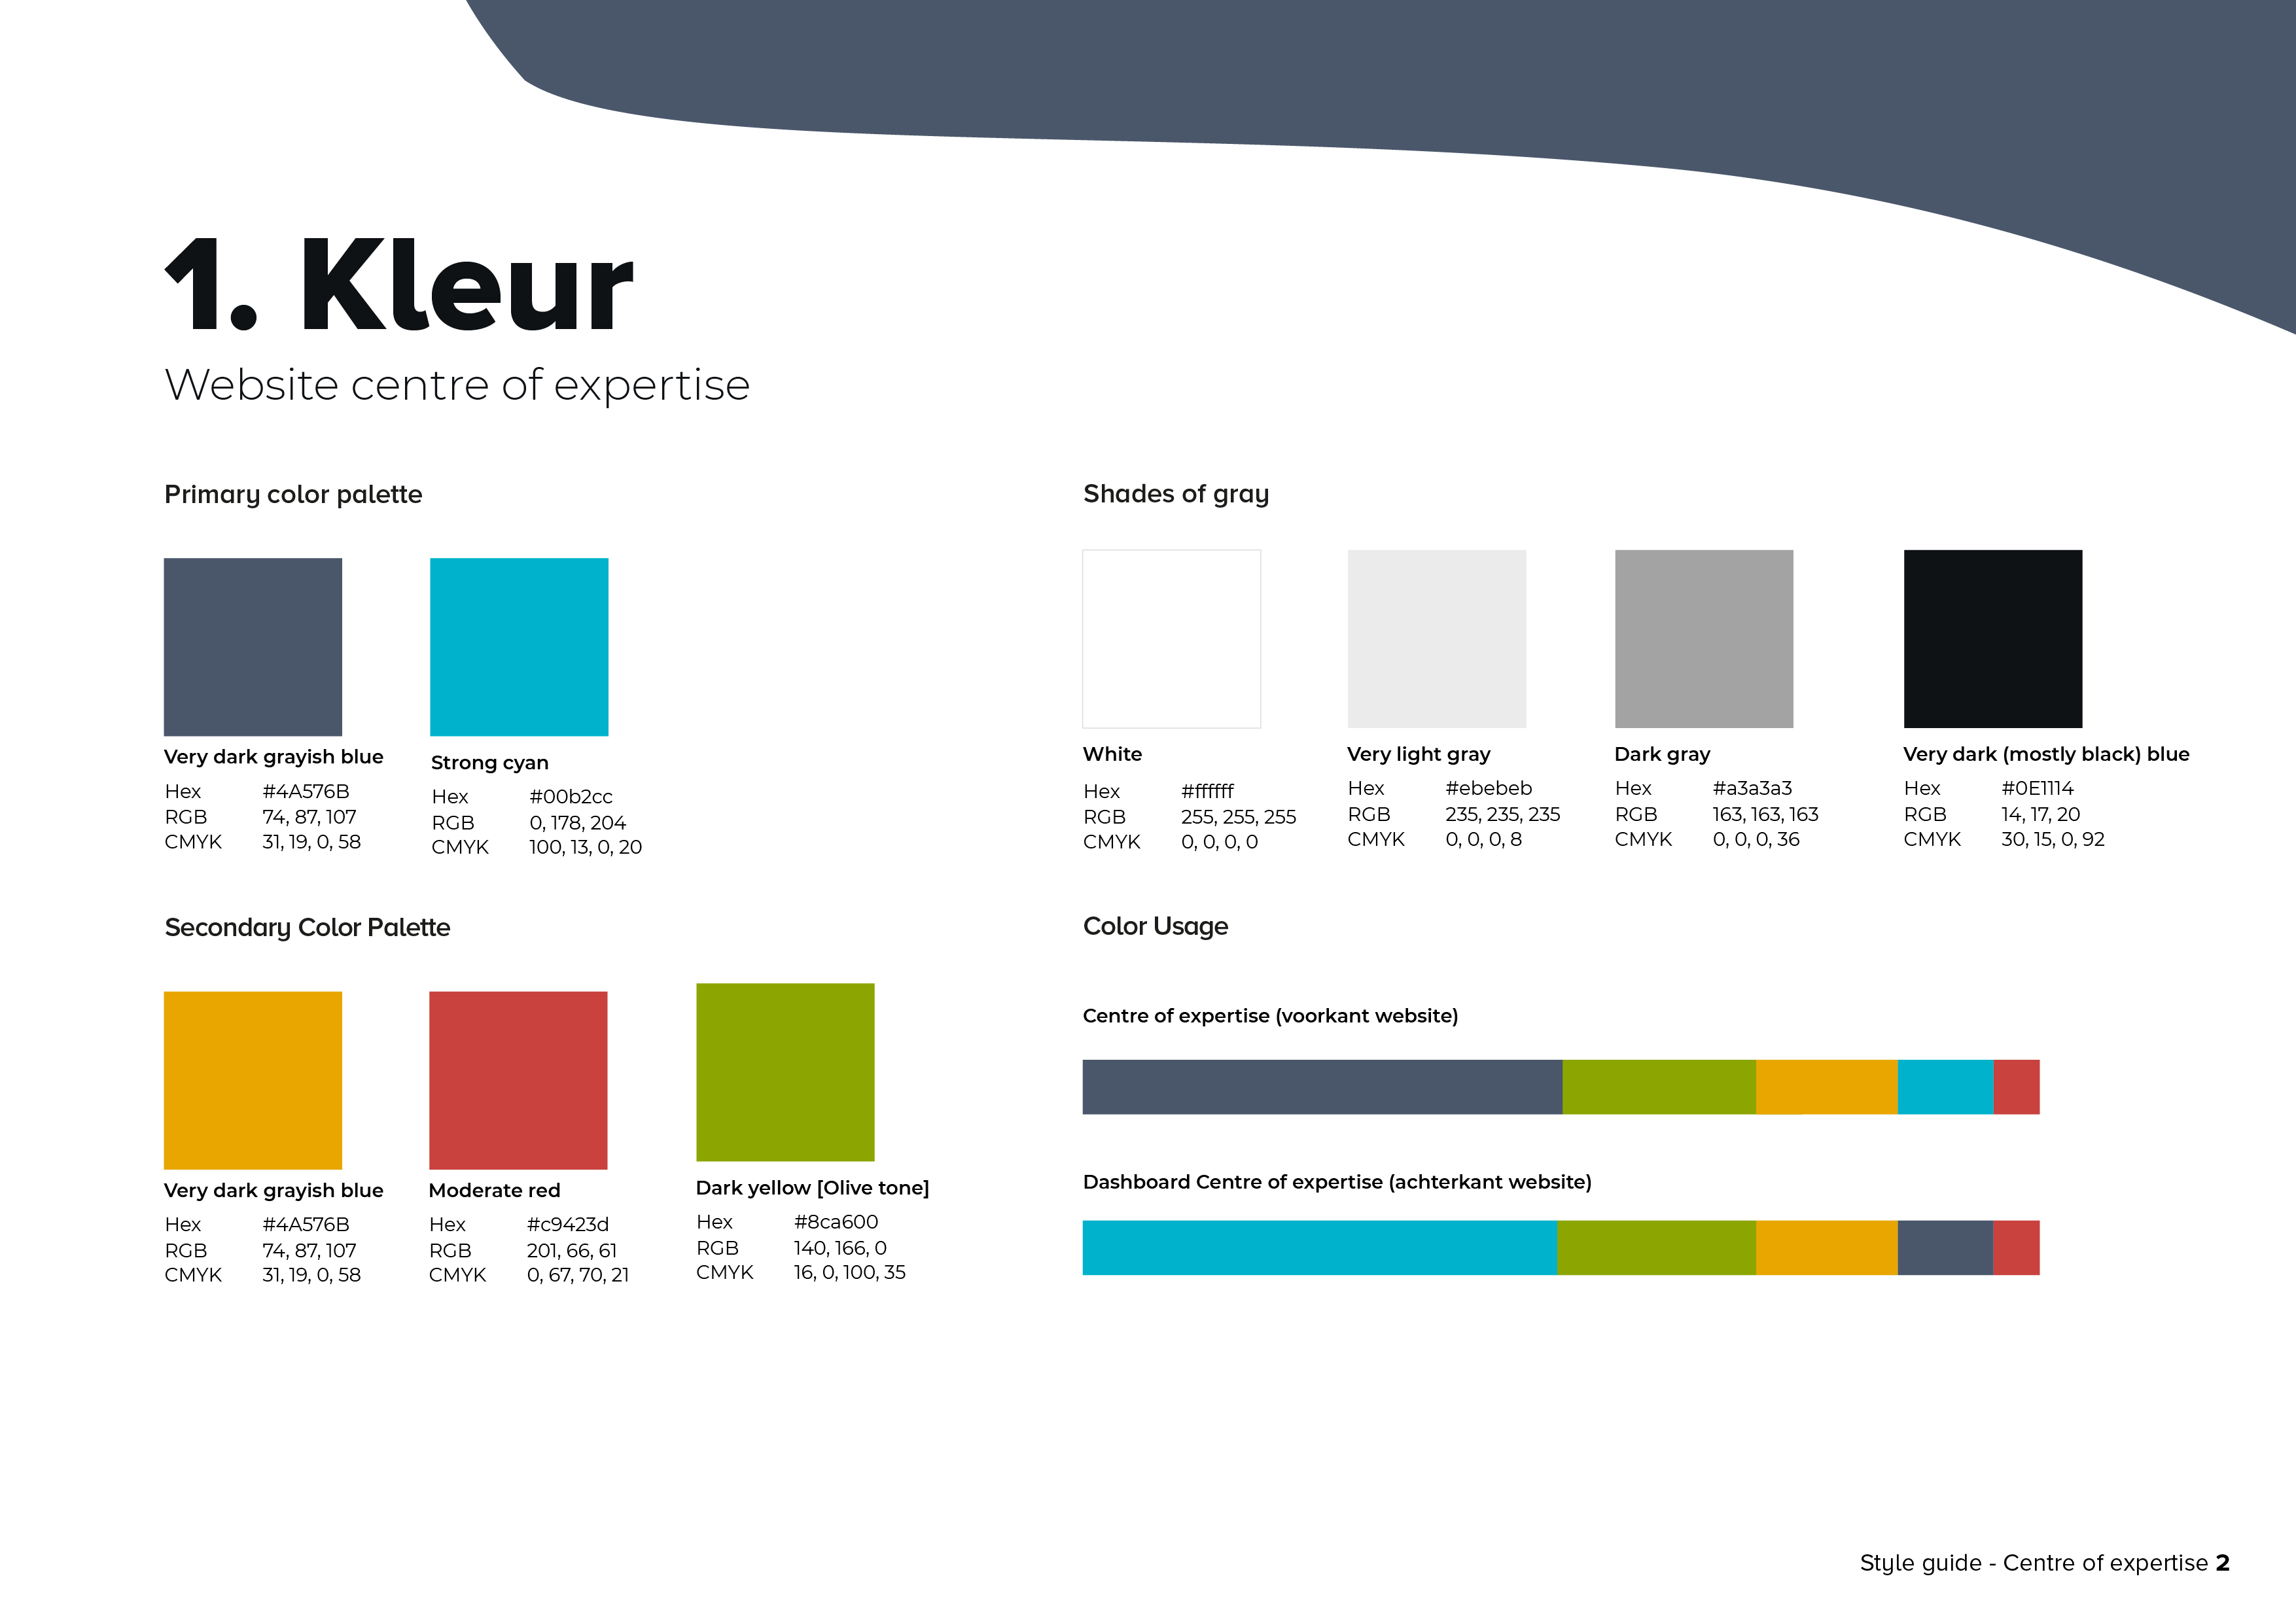 1. Kleur
Website centre of expertise
Primary color palette
Very dark grayish blue
Hex #4A576B
RGB 74, 87, 107
CMYK 31, 19, 0, 58
Strong cyan
Hex #00b2cc
RGB 0, 178, 204
CMYK 100, 13, 0, 20
Shades of gray
White
Hex #ffffff
RGB 255, 255, 255
CMYK 0, 0, 0, 0
Very light gray
Hex #ebebeb
RGB 235, 235, 235
CMYK 0, 0, 0, 8
Dark gray
Hex #a3a3a3
RGB 163, 163, 163
CMYK 0, 0, 0, 36
Very dark (mostly black) blue
Hex #0E1114
RGB 14, 17, 20
CMYK 30, 15, 0, 92
Secondary Color Palette
Very dark grayish blue
Hex #4A576B
RGB 74, 87, 107
CMYK 31, 19, 0, 58
Moderate red
Hex #c9423d
RGB 201, 66, 61
CMYK 0, 67, 70, 21
Dark yellow [Olive tone]
Hex #8ca600
RGB 140, 166, 0
CMYK 16, 0, 100, 35
Color Usage
Centre of expertise (voorkant website)
Dashboard Centre of expertise (achterkant website)
Style guide - Centre of expertise 2